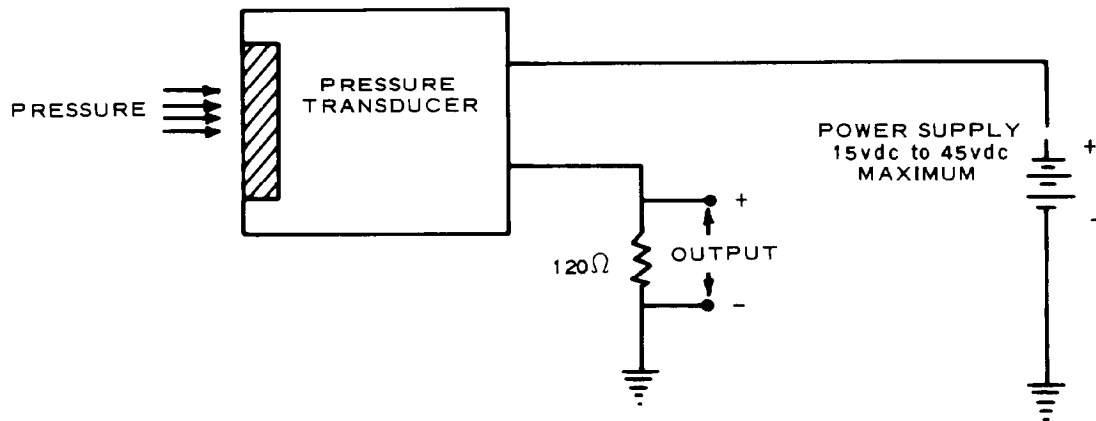 PRESSURE
PRESSURE
TRANSDUCER
POWER SUPPLY
15vdc to 45vdc
MAXIMUM
+
-
+
OUTPUT
120Ω
-